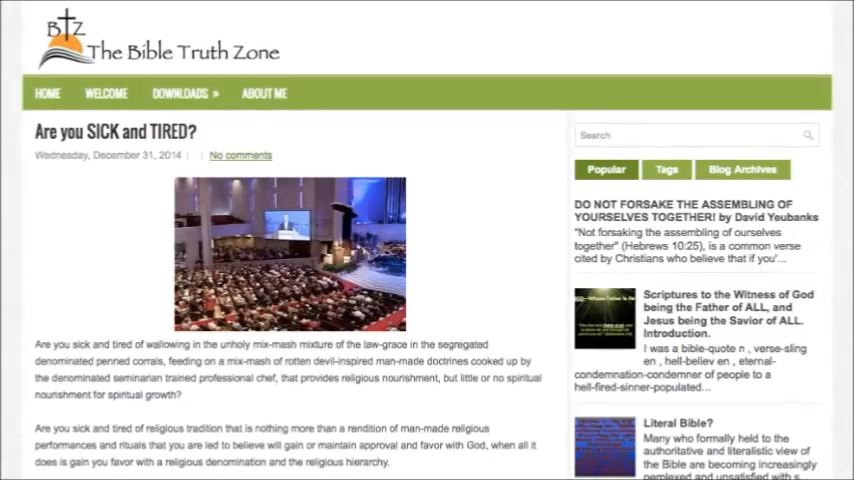 BTZ
The Bible Truth Zone
HOME WELCOME DOWNLOADS » ABOUT ME
Are you SICK and TIRED?
Wednesday, December 31, 2014 | | No comments
Are you sick and tired of wallowing in the unholy mix-mash mixture of the law-grace in the segregated
denominated penned corrals, feeding on a mix-mash of rotten devil-inspired man-made doctrines cooked up by
the denominated seminarian trained professional chef, that provides religious nourishment, but little or no spiritual
nourishment for spiritual growth?
Are you sick and tired of religious tradition that is nothing more than a rendition of man-made religious
performances and rituals that you are led to believe will gain or maintain approval and favor with God, when all it
does is gain you favor with a religious denomination and the religious hierarchy.
Search
Popular Tags Blog Archives
DO NOT FORSAKE THE ASSEMBLING OF
YOURSELVES TOGETHER! by David Yeubanks
"Not forsaking the assembling of ourselves
together" (Hebrews 10:25), is a common verse
cited by Christians who believe that if you'...
Scriptures to the Witness of God
being the Father of ALL, and
Jesus being the Savior of ALL.
Introduction.
I was a bible-quote n , verse-sling
en , hell-believ en , eternal-
condemnation-condemner of people to a
hell-fired-sinner-populated...
Literal Bible?
Many who formally held to the
authoritative and literalistic view of
the Bible are becoming increasingly
perplexed and unsatisfied with s...